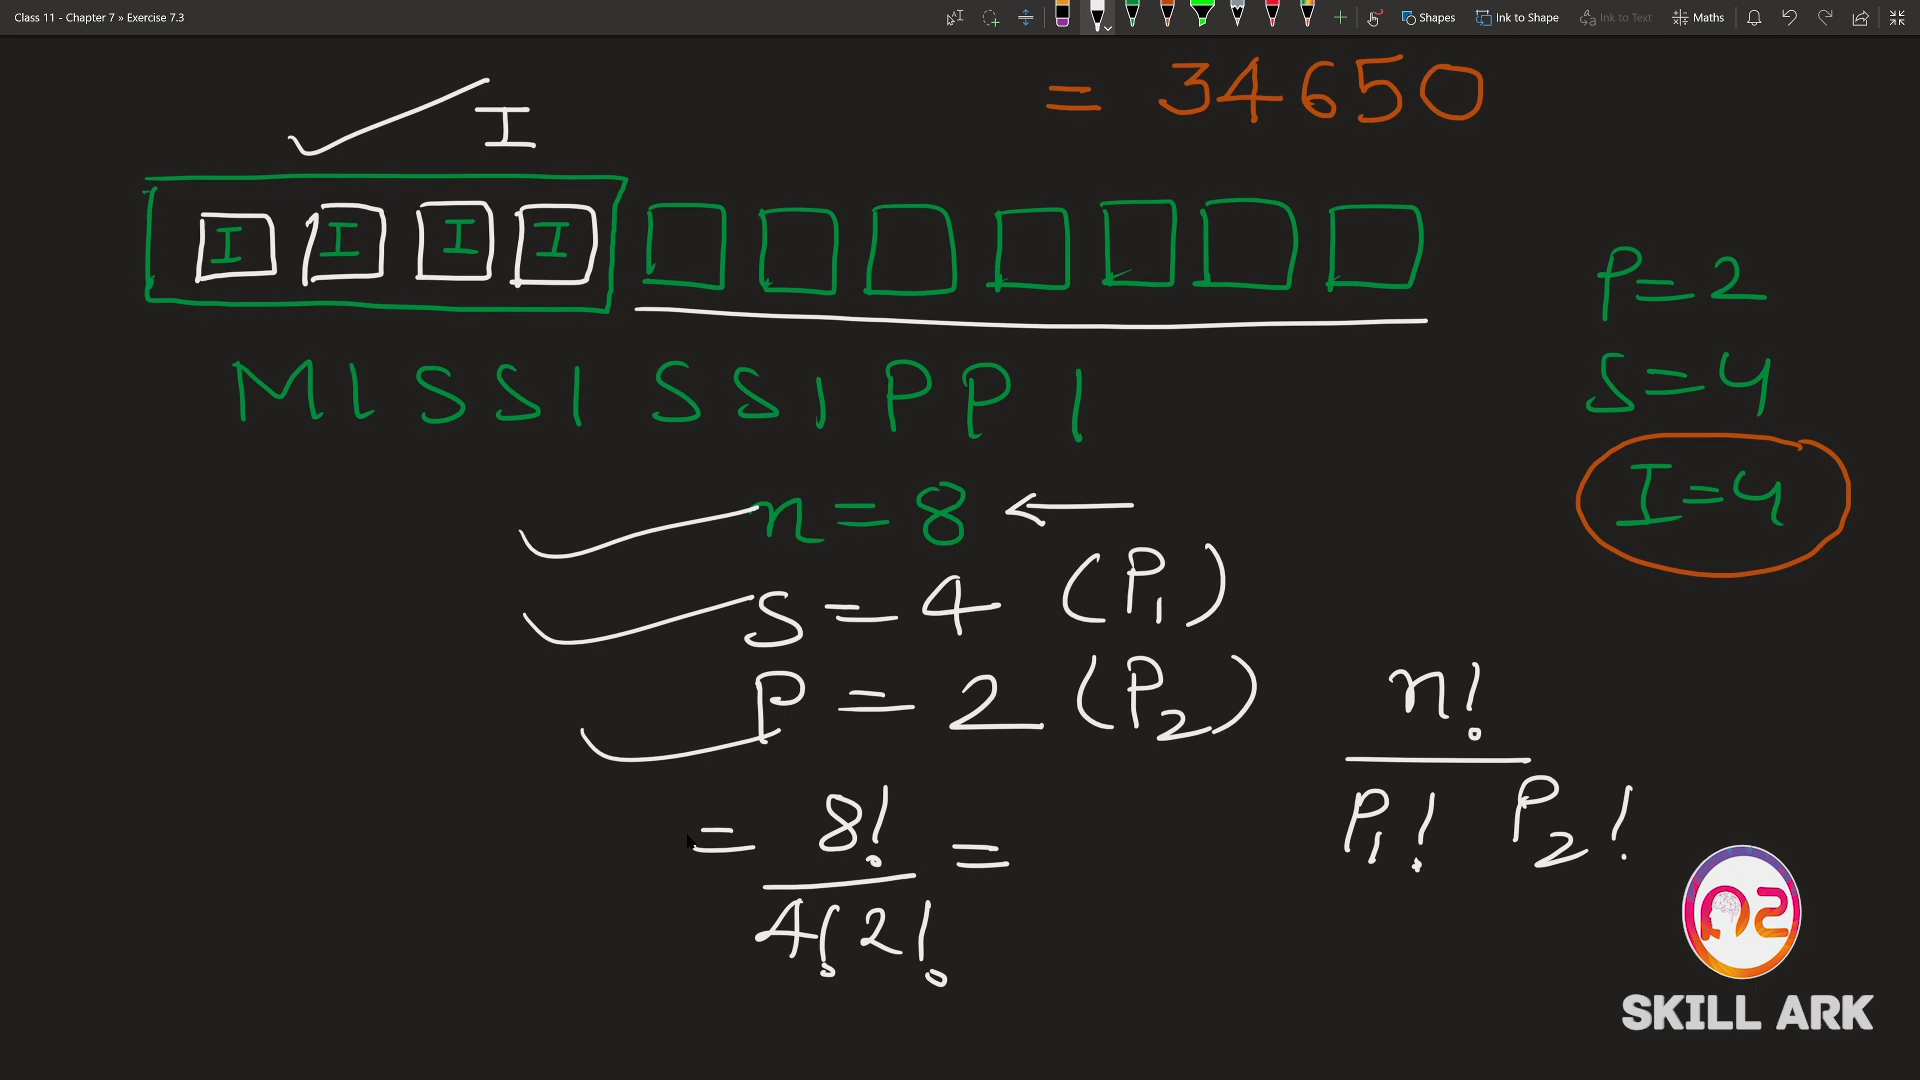 Class 11 - Chapter 7 » Exercise 7.3
Shapes Ink to Shape Ink to Text Maths
= 34650
I
I I I I
P=2
MISSISSIPPI
S=4
n=8
I=4
S=4 (P1)
P=2 (P2)
n!
P1! P2!
= 8! =
4! 2!
SKILL ARK